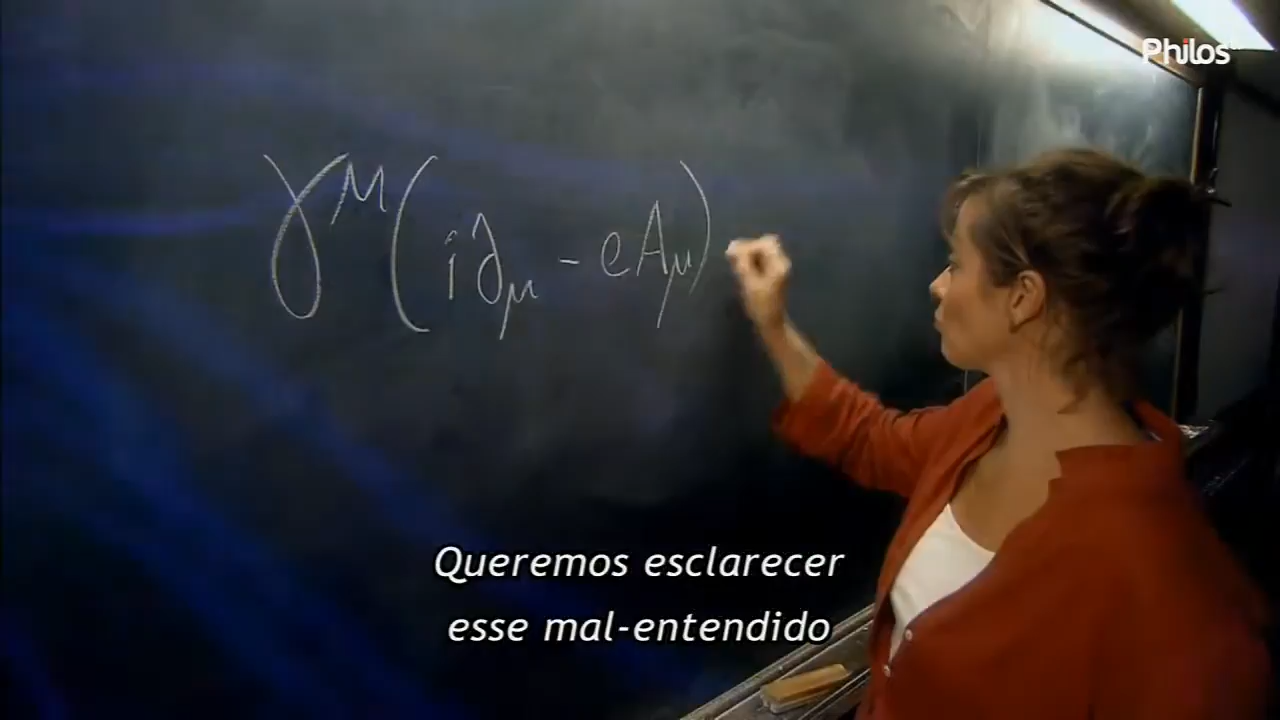 Philos
γ^μ(i∂_μ - eA_μ)
Queremos esclarecer
esse mal-entendido